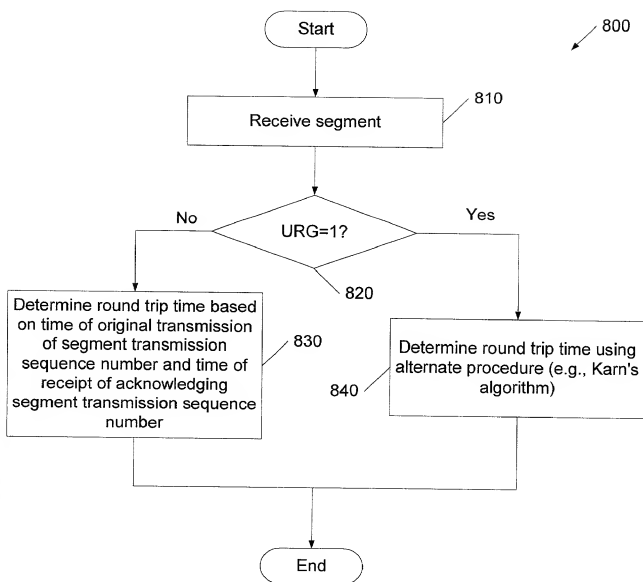 Start
800
810
Receive segment
No
Yes
URG=1?
820
Determine round trip time based
on time of original transmission
of segment transmission
sequence number and time of
receipt of acknowledging
segment transmission sequence
number
830
Determine round trip time using
alternate procedure (e.g., Karn's
algorithm)
840
End